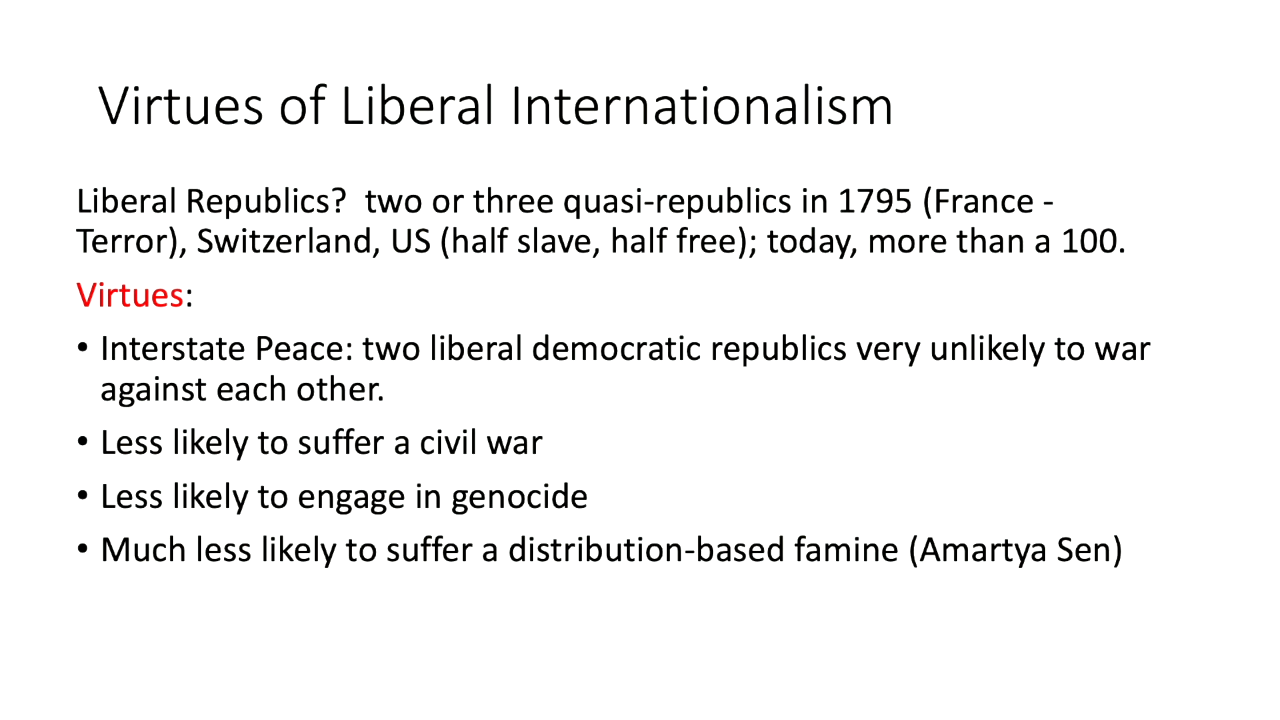 Virtues of Liberal Internationalism
Liberal Republics?  two or three quasi-republics in 1795 (France -
Terror), Switzerland, US (half slave, half free); today, more than a 100.
Virtues:
• Interstate Peace: two liberal democratic republics very unlikely to war
against each other.
• Less likely to suffer a civil war
• Less likely to engage in genocide
• Much less likely to suffer a distribution-based famine (Amartya Sen)